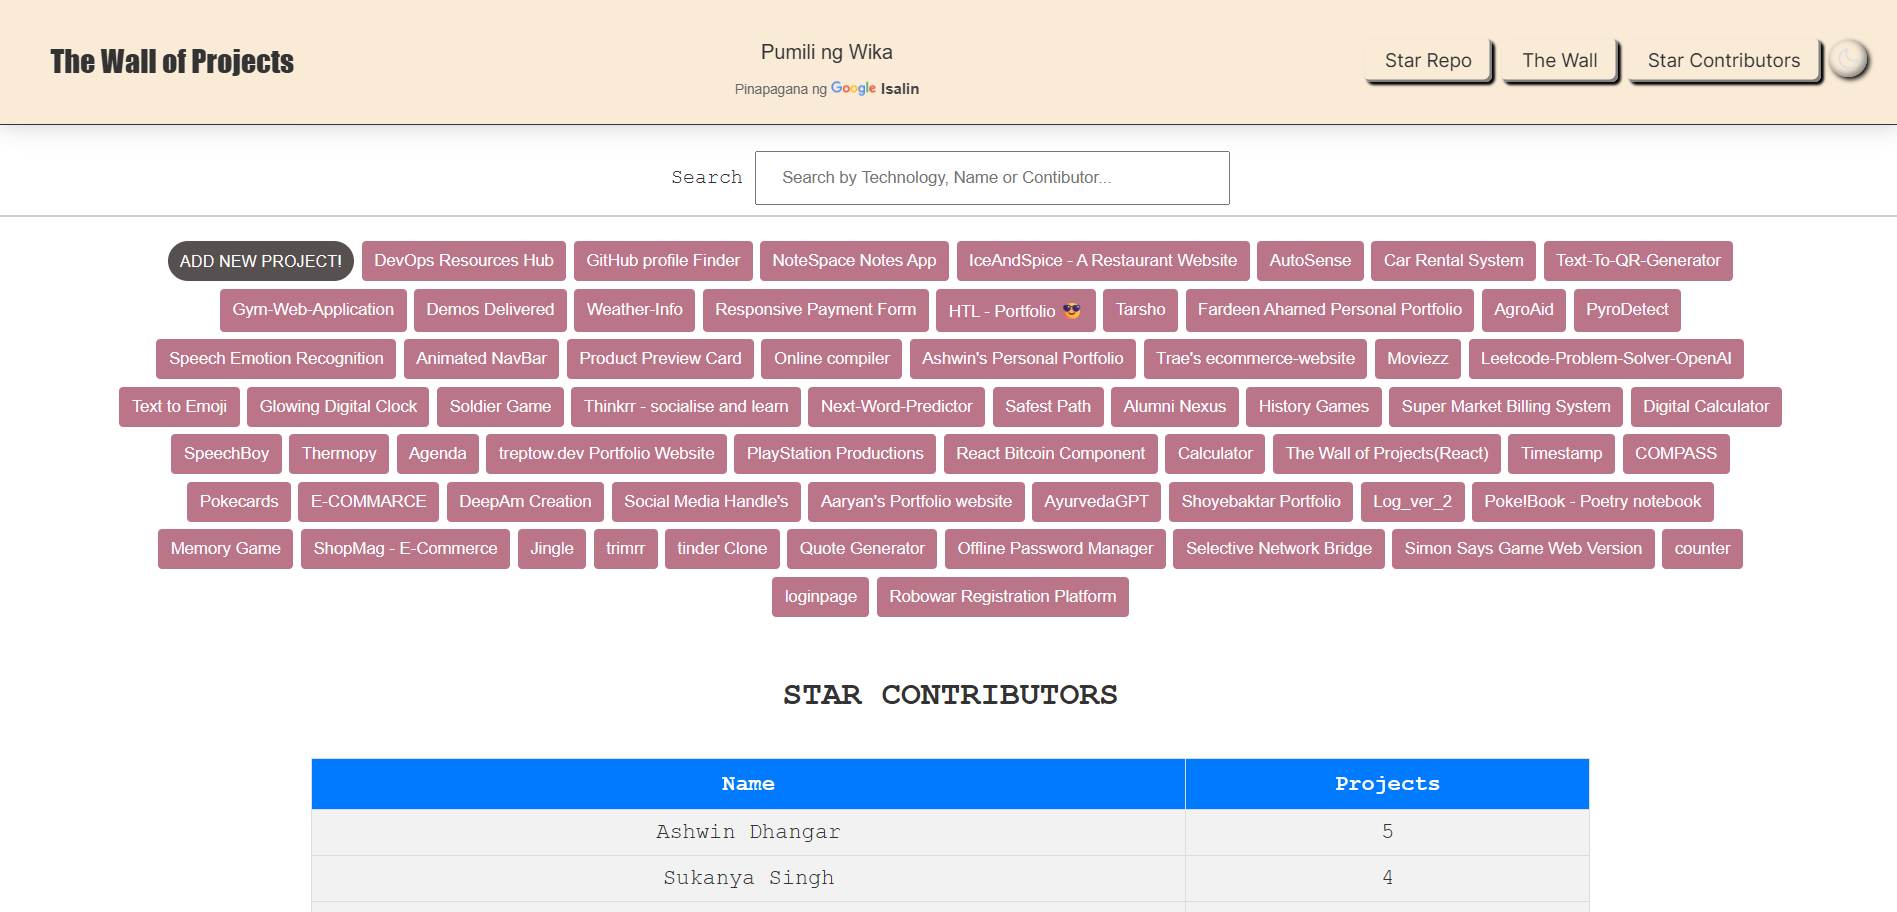 The Wall of Projects
Pumili ng Wika
Pinapagana ng Google Isalin
Star Repo The Wall Star Contributors
Search Search by Technology, Name or Contibutor...
ADD NEW PROJECT! DevOps Resources Hub GitHub profile Finder NoteSpace Notes App IceAndSpice - A Restaurant Website AutoSense Car Rental System Text-To-QR-Generator
Gym-Web-Application Demos Delivered Weather-Info Responsive Payment Form HTL - Portfolio 😎 Tarsho Fardeen Ahamed Personal Portfolio AgroAid PyroDetect
Speech Emotion Recognition Animated NavBar Product Preview Card Online compiler Ashwin's Personal Portfolio Trae's ecommerce-website Moviezz Leetcode-Problem-Solver-OpenAI
Text to Emoji Glowing Digital Clock Soldier Game Thinkrr - socialise and learn Next-Word-Predictor Safest Path Alumni Nexus History Games Super Market Billing System Digital Calculator
SpeechBoy Thermopy Agenda treptow.dev Portfolio Website PlayStation Productions React Bitcoin Component Calculator The Wall of Projects(React) Timestamp COMPASS
Pokecards E-COMMARCE DeepAm Creation Social Media Handle's Aaryan's Portfolio website AyurvedaGPT Shoyebaktar Portfolio Log_ver_2 Poke!Book - Poetry notebook
Memory Game ShopMag - E-Commerce Jingle trimrr tinder Clone Quote Generator Offline Password Manager Selective Network Bridge Simon Says Game Web Version counter
loginpage Robowar Registration Platform
STAR CONTRIBUTORS
Name Projects
Ashwin Dhangar 5
Sukanya Singh 4